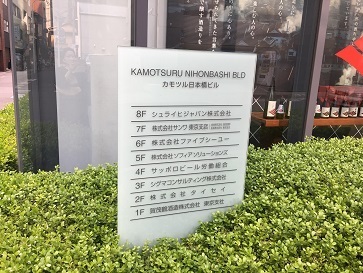 KAMOTSURU NIHONBASHI BLD
カモツル日本橋ビル
8F シュライヒジャパン株式会社
7F 株式会社サンワ 東京支店
6F 株式会社ファイブシーユー
5F 株式会社ソフィアソリューションズ
4F サッポロビール労働組合
3F シグマコンサルティング株式会社
2F 株式会社ダイセイ
1F 賀茂鶴酒造株式会社 東京支社